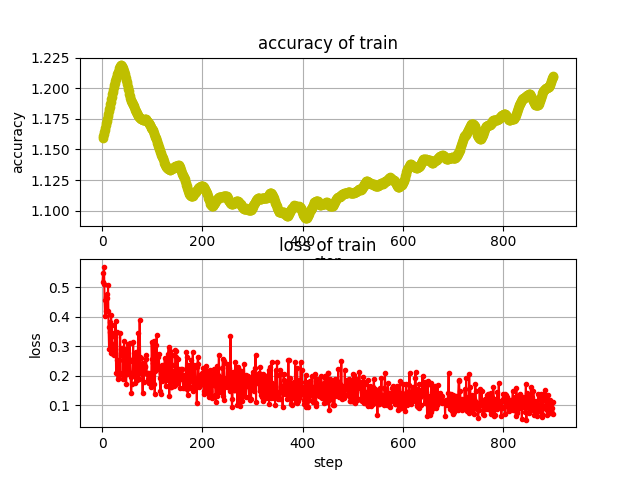 accuracy of train
1.225
1.200
1.175
1.150
1.125
1.100
accuracy
0 200 400 600 800
step
loss of train
0.5
0.4
0.3
0.2
0.1
loss
0 200 400 600 800
step